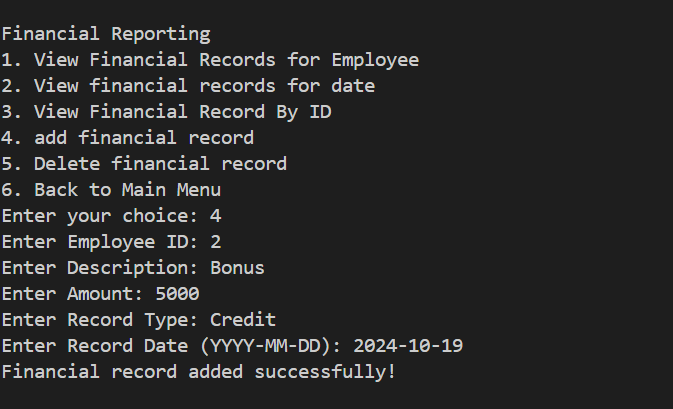 Financial Reporting
1. View Financial Records for Employee
2. View financial records for date
3. View Financial Record By ID
4. add financial record
5. Delete financial record
6. Back to Main Menu
Enter your choice: 4
Enter Employee ID: 2
Enter Description: Bonus
Enter Amount: 5000
Enter Record Type: Credit
Enter Record Date (YYYY-MM-DD): 2024-10-19
Financial record added successfully!